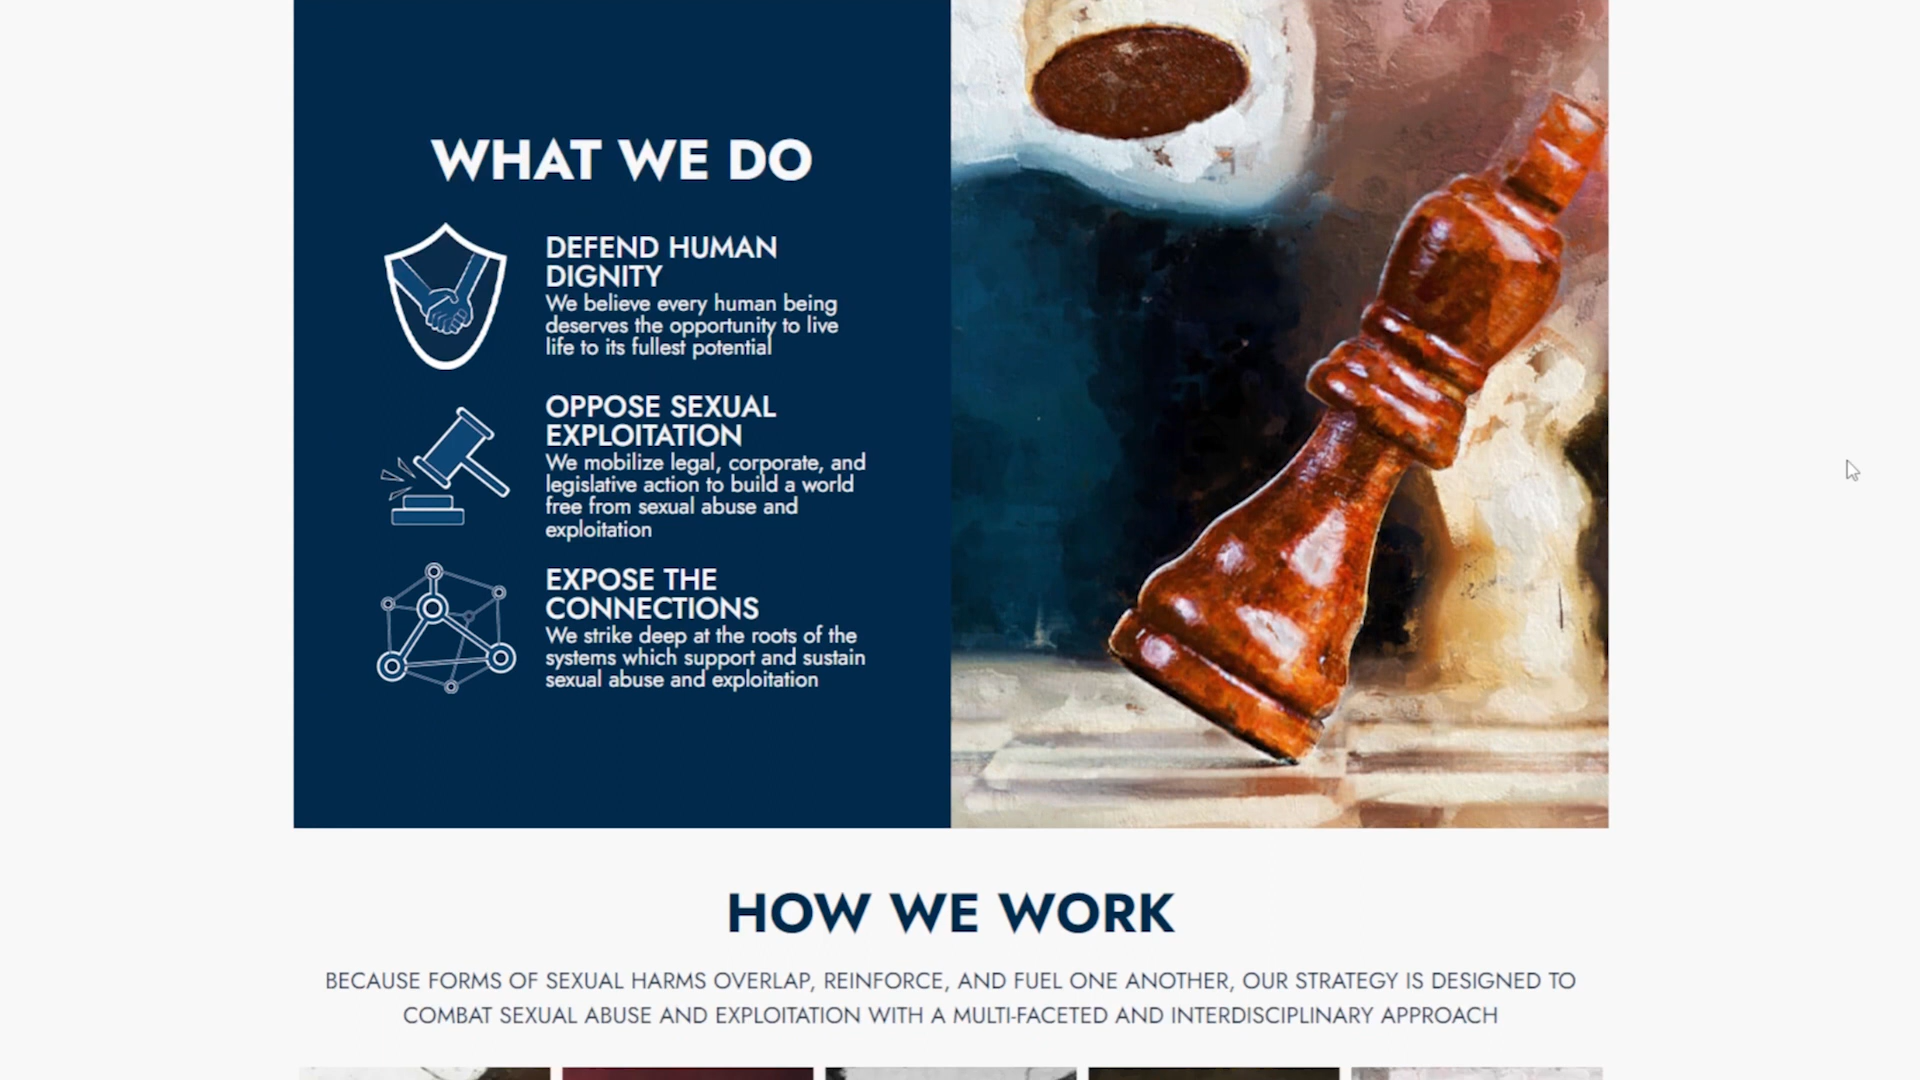 WHAT WE DO
DEFEND HUMAN
DIGNITY
We believe every human being
deserves the opportunity to live
life to its fullest potential
OPPOSE SEXUAL
EXPLOITATION
We mobilize legal, corporate, and
legislative action to build a world
free from sexual abuse and
exploitation
EXPOSE THE
CONNECTIONS
We strike deep at the roots of the
systems which support and sustain
sexual abuse and exploitation
HOW WE WORK
BECAUSE FORMS OF SEXUAL HARMS OVERLAP, REINFORCE, AND FUEL ONE ANOTHER, OUR STRATEGY IS DESIGNED TO
COMBAT SEXUAL ABUSE AND EXPLOITATION WITH A MULTI-FACETED AND INTERDISCIPLINARY APPROACH